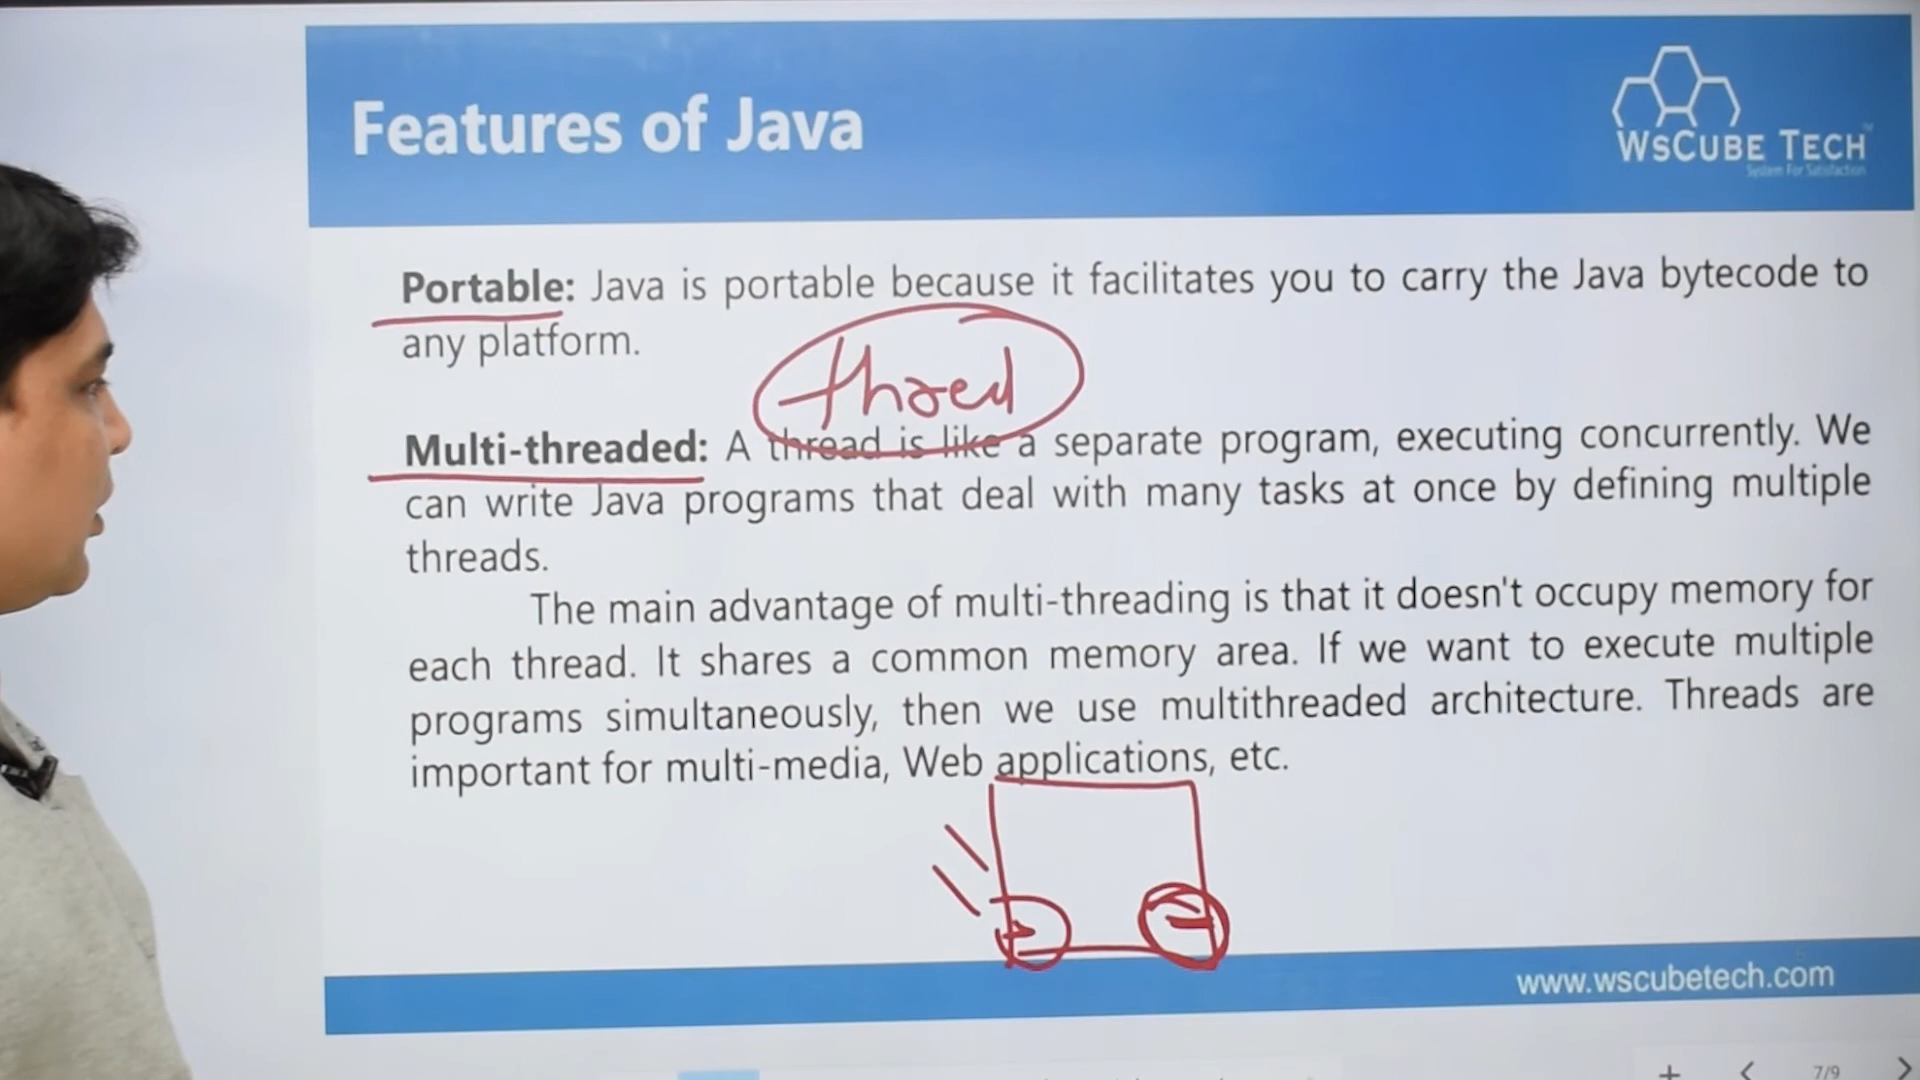 Features of Java
WSCUBE TECH
System For Satisfaction
Portable: Java is portable because it facilitates you to carry the Java bytecode to
any platform.
thread
Multi-threaded: A thread is like a separate program, executing concurrently. We
can write Java programs that deal with many tasks at once by defining multiple
threads.
The main advantage of multi-threading is that it doesn't occupy memory for
each thread. It shares a common memory area. If we want to execute multiple
programs simultaneously, then we use multithreaded architecture. Threads are
important for multi-media, Web applications, etc.
www.wscubetech.com
+ < 7/9 >